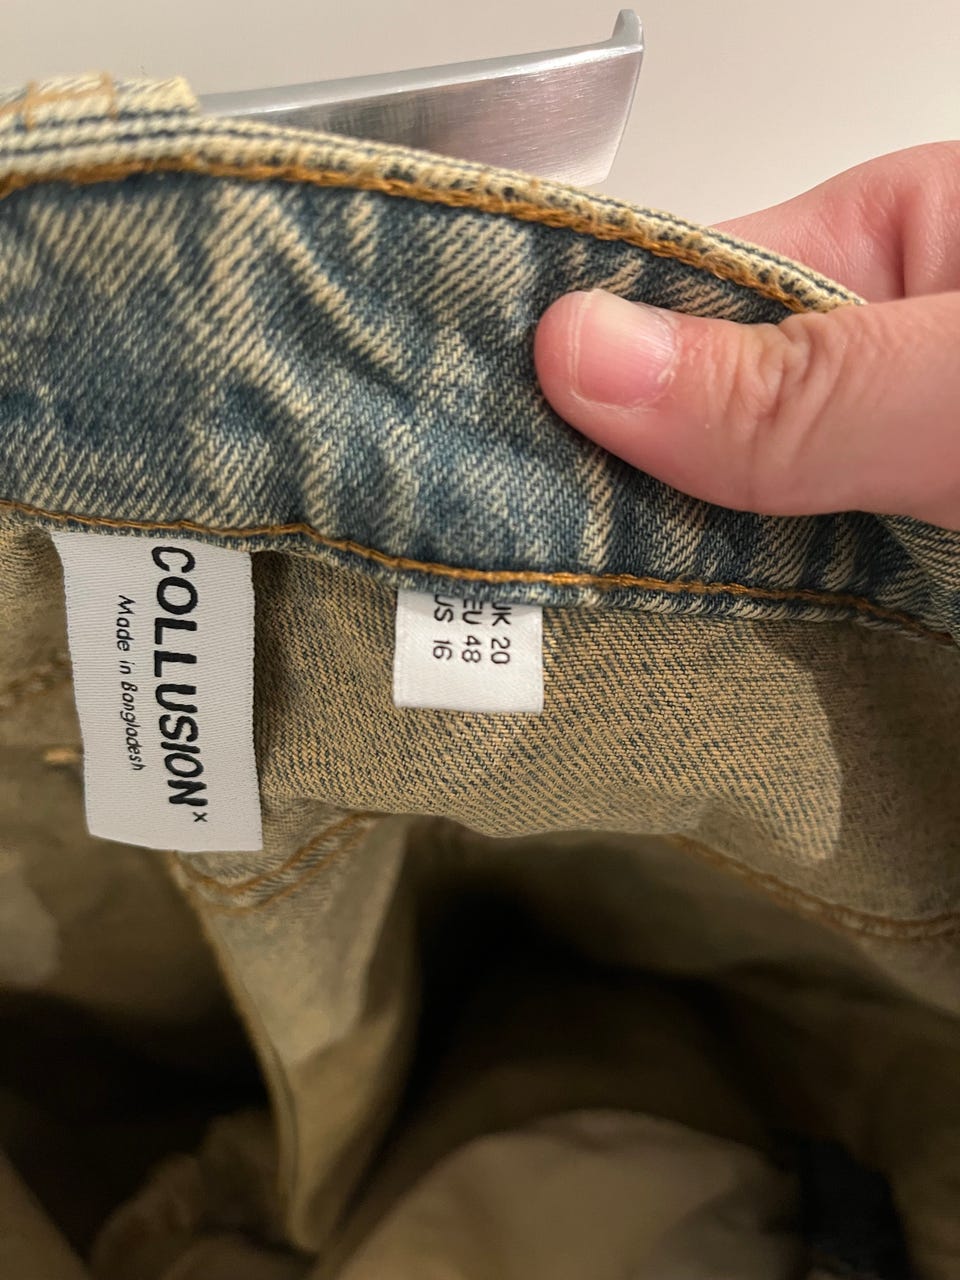 COLLUSION x
Made in Bangladesh
UK 20
EU 48
US 16